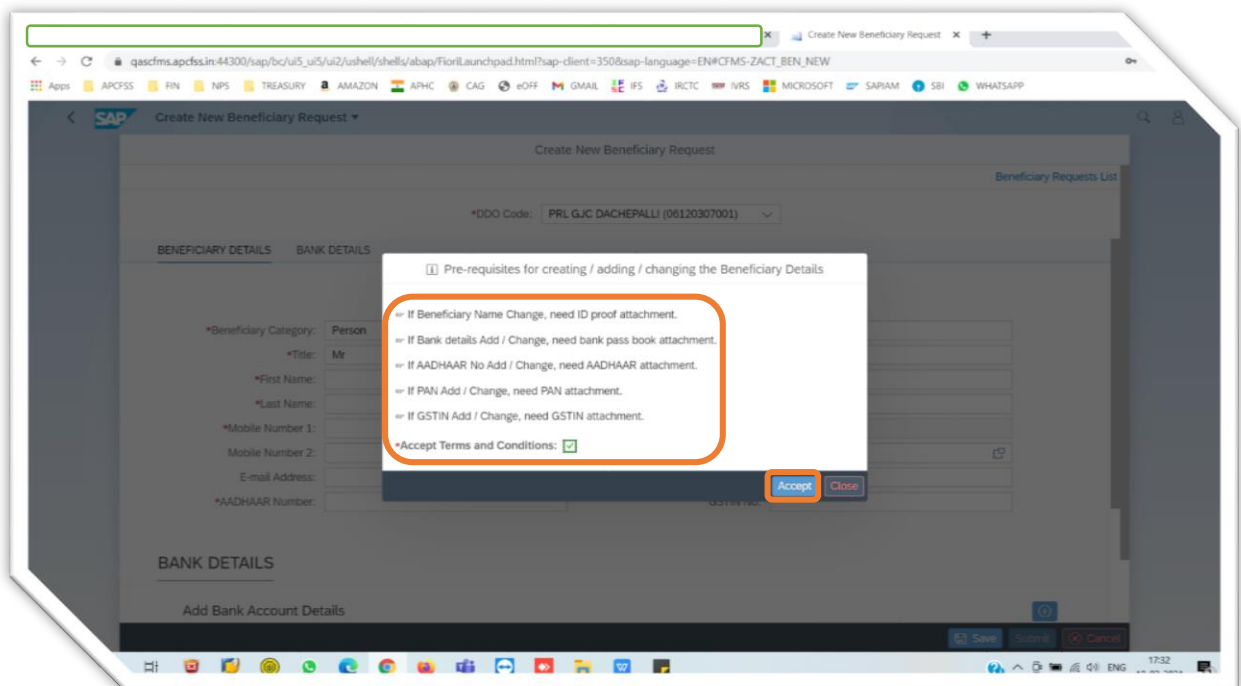 Create New Beneficiary Request
qascfms.apcfss.in:44300/sap/bc/ui5_ui5/ui2/ushell/shells/abap/FioriLaunchpad.html?sap-client=350&sap-language=EN#CFMS-ZACT_BEN_NEW
Apps APCFSS FIN NPS TREASURY AMAZON APHC CAG eOFF GMAIL IFS IRCTC IVRS MICROSOFT SAPIAM SBI WHATSAPP
SAP Create New Beneficiary Request
Create New Beneficiary Request
Beneficiary Requests List
*DDO Code: PRL GJC DACHEPALLI (06120307001)
BENEFICIARY DETAILS BANK DETAILS
Pre-requisites for creating / adding / changing the Beneficiary Details
If Beneficiary Name Change, need ID proof attachment.
If Bank details Add / Change, need bank pass book attachment.
If AADHAAR No Add / Change, need AADHAAR attachment.
If PAN Add / Change, need PAN attachment.
If GSTIN Add / Change, need GSTIN attachment.
*Accept Terms and Conditions:
Accept Close
*Beneficiary Category: Person
*Title: Mr
*First Name:
*Last Name:
*Mobile Number 1:
Mobile Number 2:
E-mail Address:
*AADHAAR Number:
GSTIN No:
BANK DETAILS
Add Bank Account Details
Save Submit Cancel
ENG 17:32